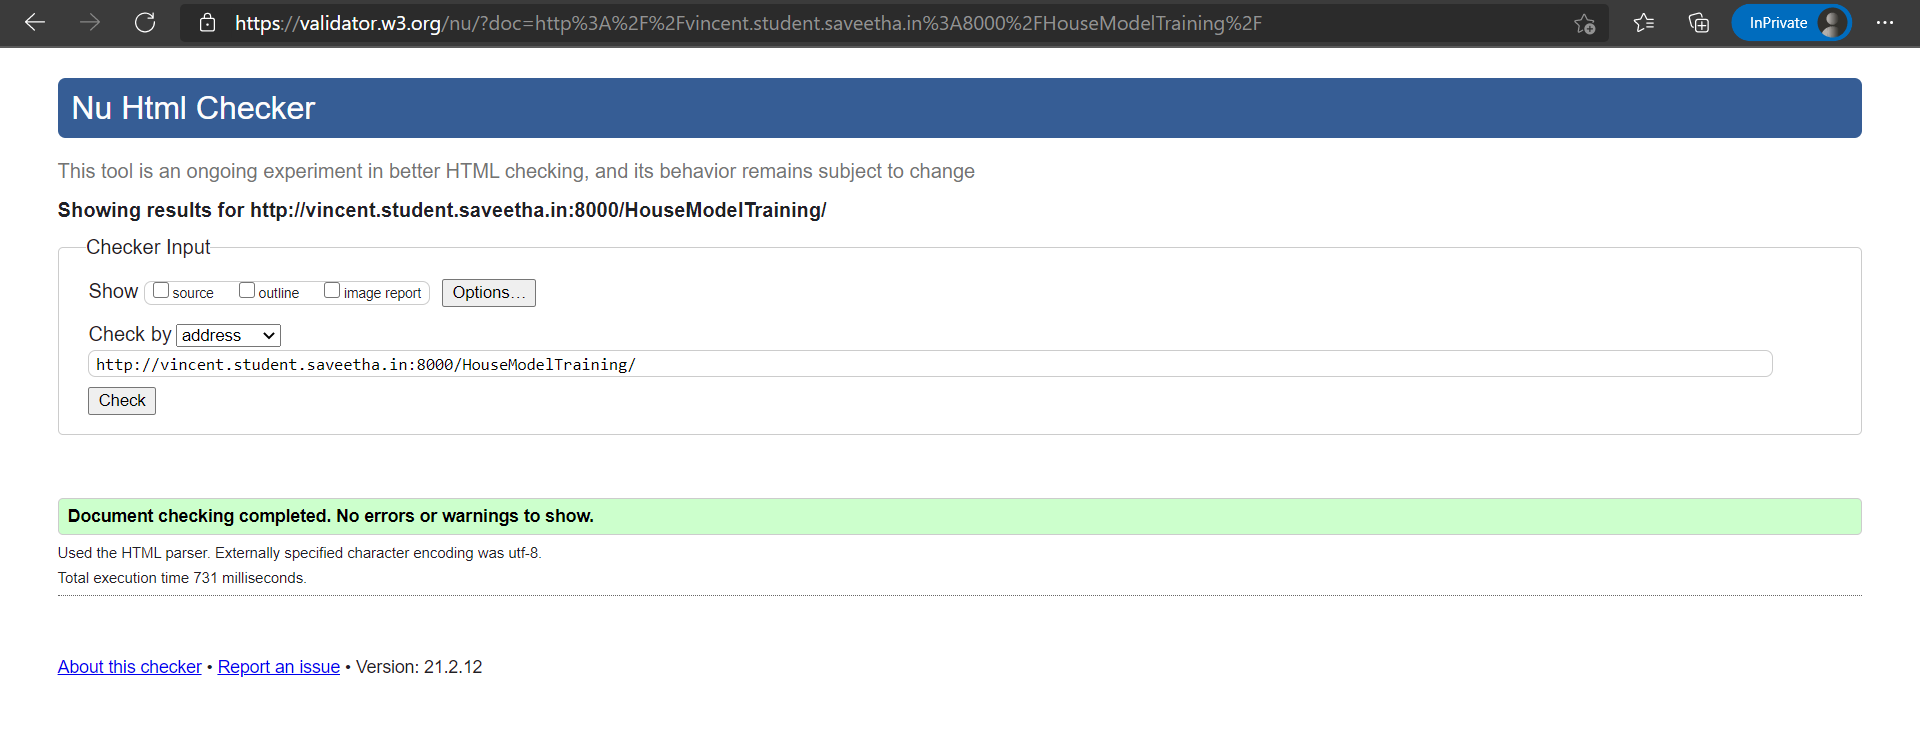 https://validator.w3.org/nu/?doc=http%3A%2F%2Fvincent.student.saveetha.in%3A8000%2FHouseModelTraining%2F
InPrivate
Nu Html Checker
This tool is an ongoing experiment in better HTML checking, and its behavior remains subject to change
Showing results for http://vincent.student.saveetha.in:8000/HouseModelTraining/
Checker Input
Show source outline image report Options...
Check by address
http://vincent.student.saveetha.in:8000/HouseModelTraining/
Check
Document checking completed. No errors or warnings to show.
Used the HTML parser. Externally specified character encoding was utf-8.
Total execution time 731 milliseconds.
About this checker • Report an issue • Version: 21.2.12